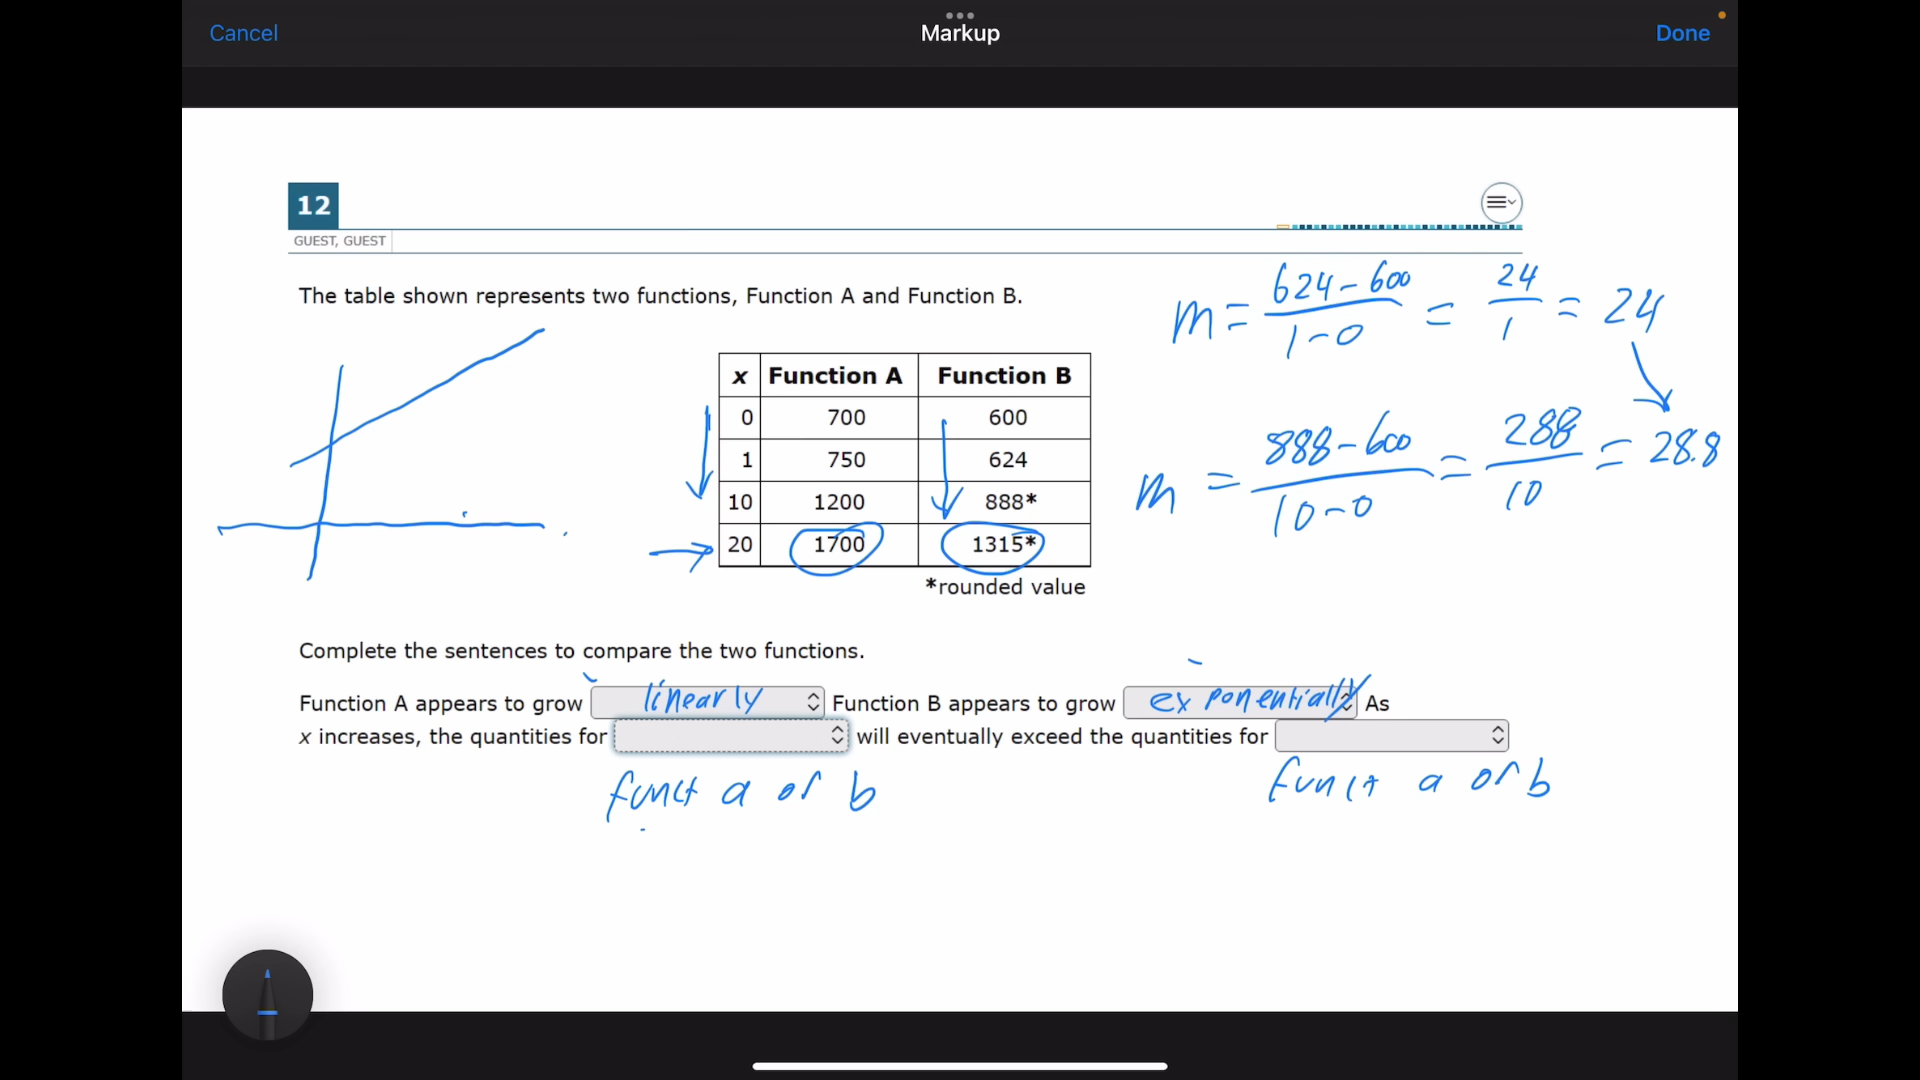 Cancel
Markup
Done
12
GUEST, GUEST
The table shown represents two functions, Function A and Function B.
m = 624 - 600 / 1 - 0 = 24 / 1 = 24
x Function A Function B
0 700 600
1 750 624
10 1200 888*
20 1700 1315*
*rounded value
m = 888 - 600 / 10 - 0 = 288 / 10 = 28.8
Complete the sentences to compare the two functions.
Function A appears to grow linearly Function B appears to grow exponentially As
x increases, the quantities for will eventually exceed the quantities for
funct a or b funct a or b